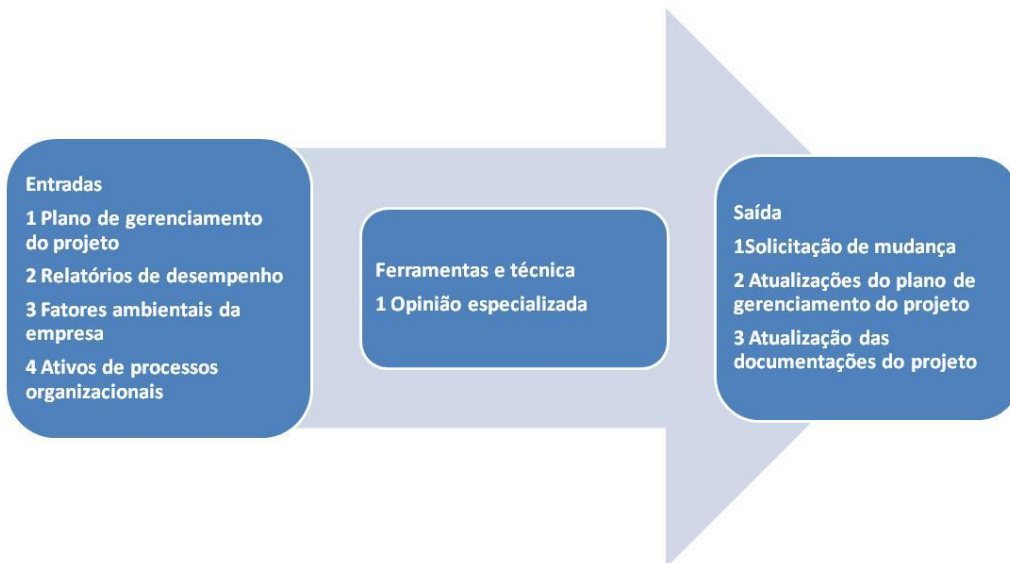 Entradas
1 Plano de gerenciamento
do projeto
2 Relatórios de desempenho
3 Fatores ambientais da
empresa
4 Ativos de processos
organizacionais
Ferramentas e técnica
1 Opinião especializada
Saída
1Solicitação de mudança
2 Atualizações do plano de
gerenciamento do projeto
3 Atualização das
documentações do projeto